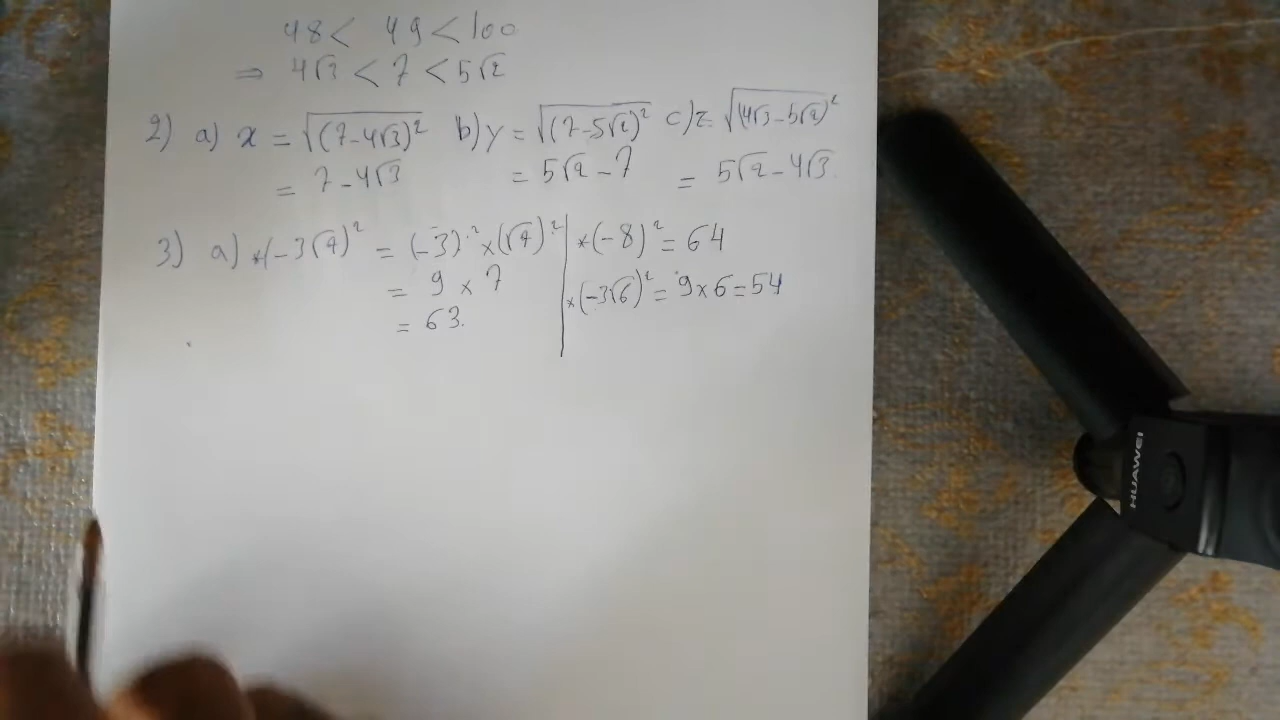 48 < 49 < 100
⇒ 4√3 < 7 < 5√2
2) a) x = √(7-4√3)² b) y = √(7-5√2)² c) z = √(4√3-5√2)²
= 7-4√3 = 5√2-7 = 5√2-4√3
3) a) *(-3√7)² = (-3)² × (√7)² | *(-8)² = 64
= 9 × 7 *(-3√6)² = 9×6=54
= 63.
HUAWEI